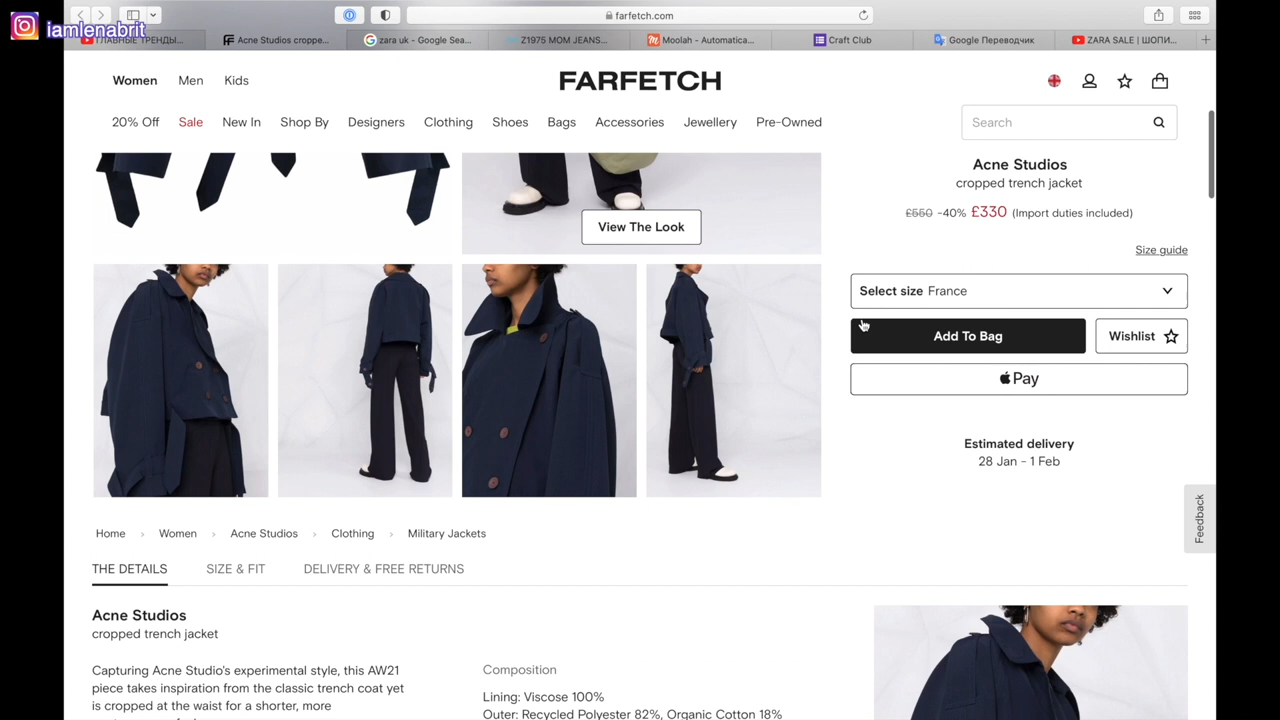 iamlenabrit
farfetch.com
ГЛАВНЫЕ ТРЕНДЫ...
Acne Studios croppe...
zara uk - Google Sea...
Z1975 MOM JEANS...
Moolah - Automatica...
Craft Club
Google Переводчик
ZARA SALE | ШОПИ...
Women
Men
Kids
FARFETCH
20% Off
Sale
New In
Shop By
Designers
Clothing
Shoes
Bags
Accessories
Jewellery
Pre-Owned
Search
Acne Studios
cropped trench jacket
£550 -40% £330 (Import duties included)
View The Look
Size guide
Select size France
Add To Bag
Wishlist
Pay
Estimated delivery
28 Jan - 1 Feb
Feedback
Home › Women › Acne Studios › Clothing › Military Jackets
THE DETAILS
SIZE & FIT
DELIVERY & FREE RETURNS
Acne Studios
cropped trench jacket
Capturing Acne Studio's experimental style, this AW21
piece takes inspiration from the classic trench coat yet
is cropped at the waist for a shorter, more
Composition
Lining: Viscose 100%
Outer: Recycled Polyester 82%, Organic Cotton 18%